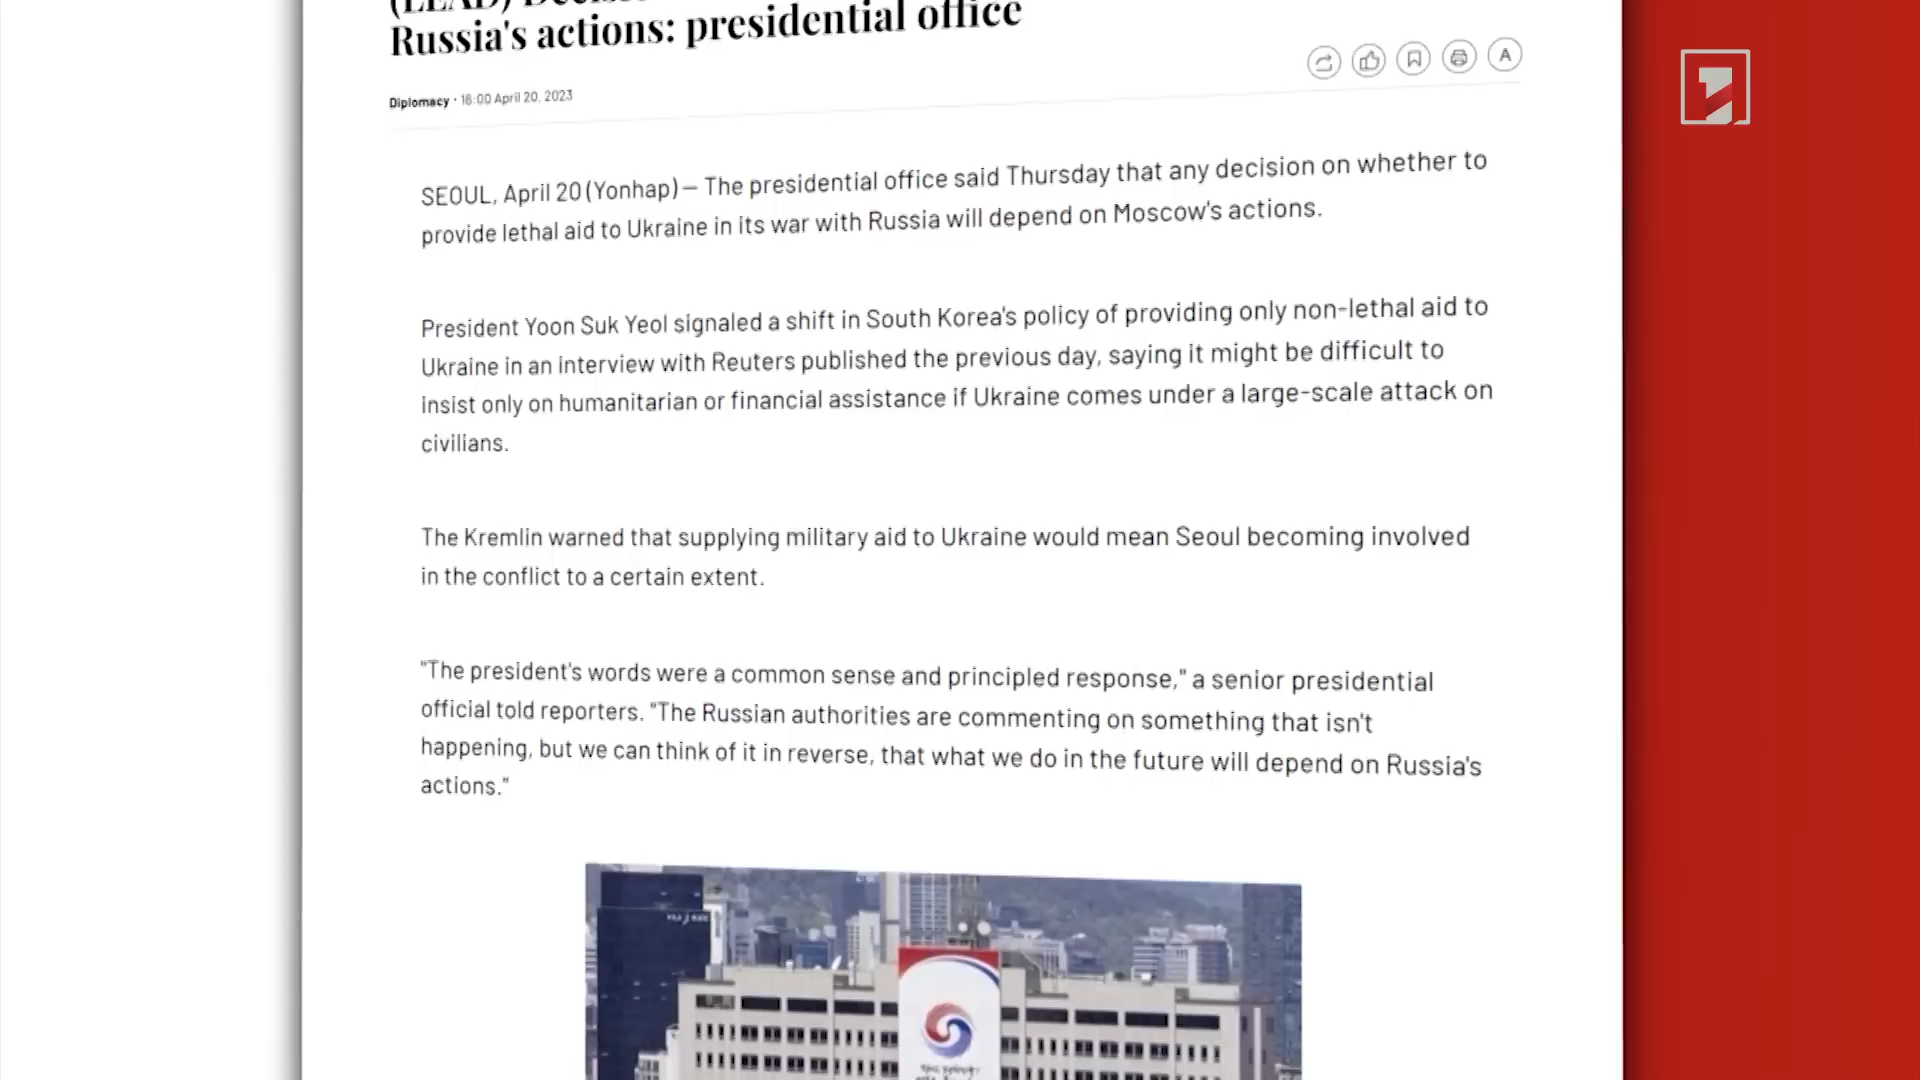 (LEAD)
Russia's actions: presidential office
Diplomacy · 16:00 April 20, 2023
A
SEOUL, April 20 (Yonhap) – The presidential office said Thursday that any decision on whether to
provide lethal aid to Ukraine in its war with Russia will depend on Moscow's actions.
President Yoon Suk Yeol signaled a shift in South Korea's policy of providing only non-lethal aid to
Ukraine in an interview with Reuters published the previous day, saying it might be difficult to
insist only on humanitarian or financial assistance if Ukraine comes under a large-scale attack on
civilians.
The Kremlin warned that supplying military aid to Ukraine would mean Seoul becoming involved
in the conflict to a certain extent.
"The president's words were a common sense and principled response," a senior presidential
official told reporters. "The Russian authorities are commenting on something that isn't
happening, but we can think of it in reverse, that what we do in the future will depend on Russia's
actions."